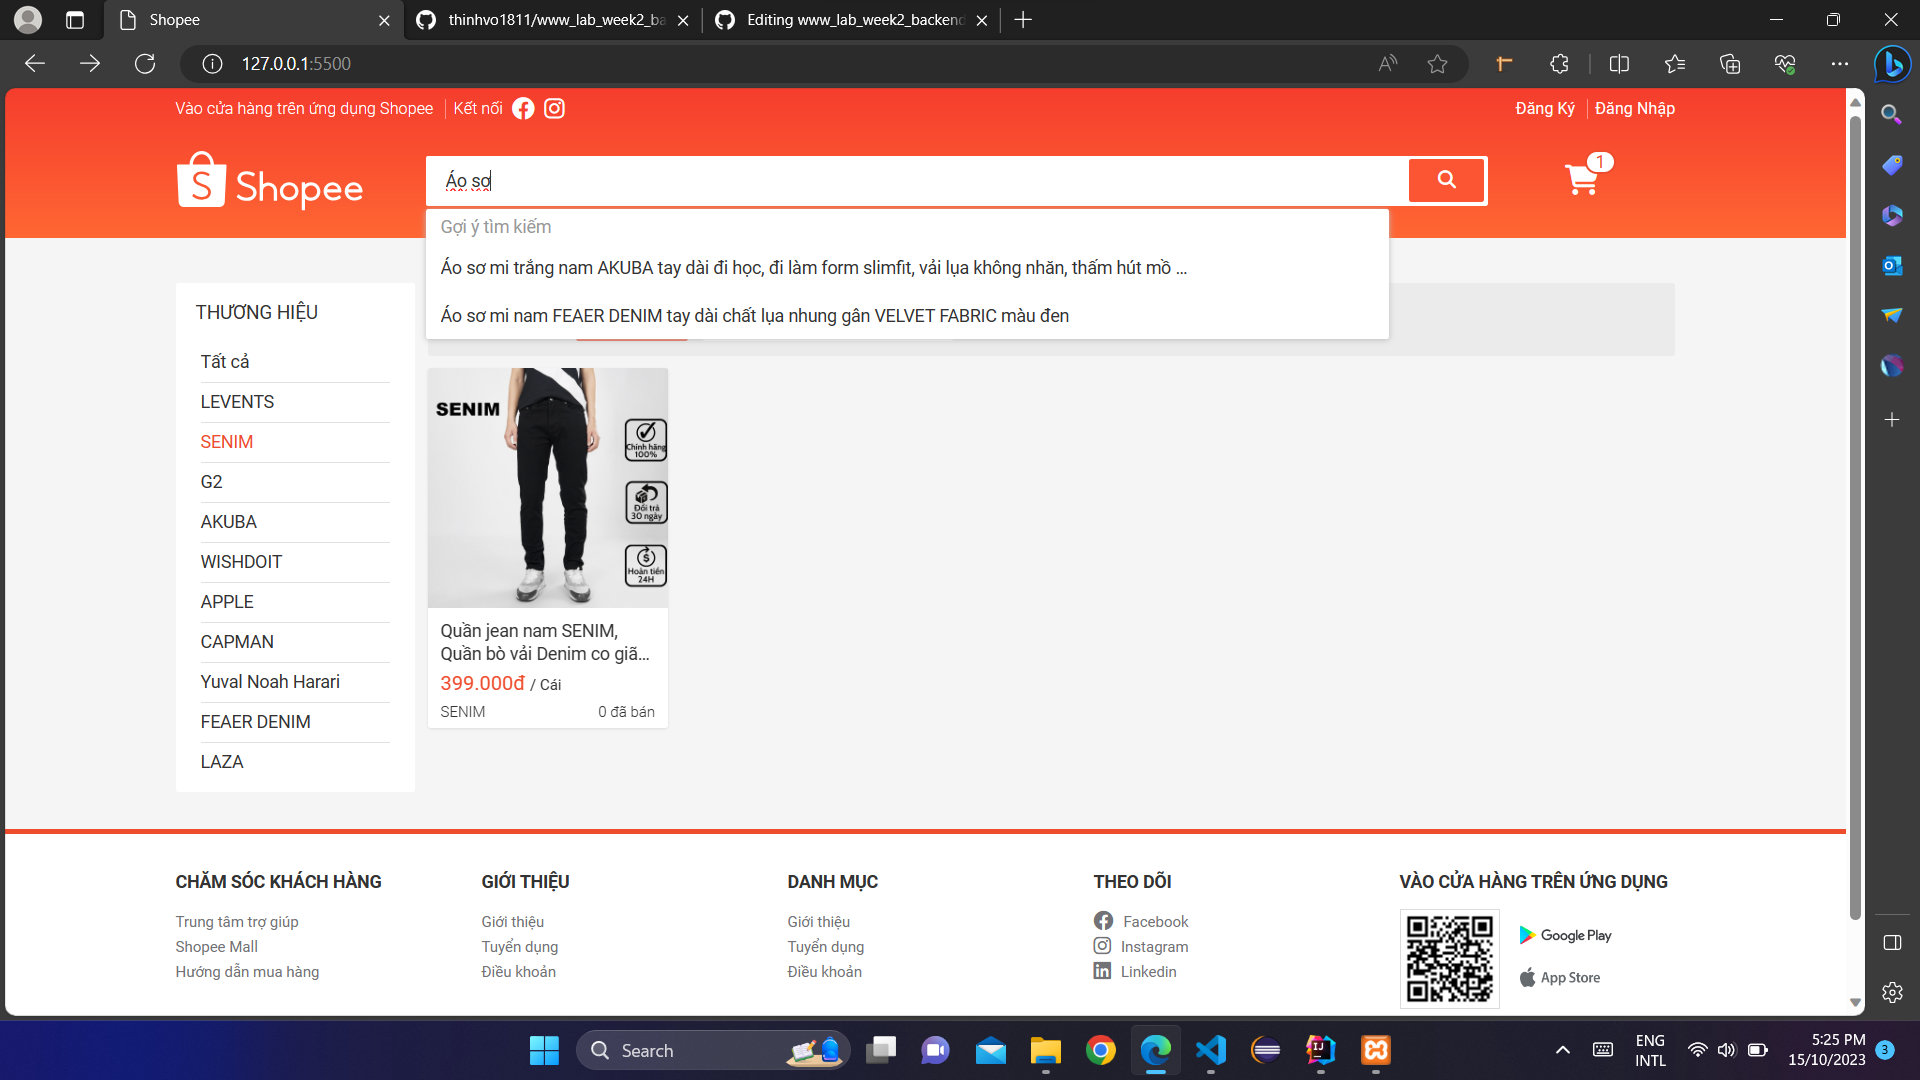 Shopee
thinhvo1811/www_lab_week2_ba
Editing www_lab_week2_backend
127.0.0.1:5500
Vào cửa hàng trên ứng dụng Shopee
Kết nối
Đăng Ký
Đăng Nhập
S Shopee
Áo sơ
1
Gợi ý tìm kiếm
Áo sơ mi trắng nam AKUBA tay dài đi học, đi làm form slimfit, vải lụa không nhăn, thấm hút mồ ...
Áo sơ mi nam FEAER DENIM tay dài chất lụa nhung gân VELVET FABRIC màu đen
THƯƠNG HIỆU
Tất cả
LEVENTS
SENIM
G2
AKUBA
WISHDOIT
APPLE
CAPMAN
Yuval Noah Harari
FEAER DENIM
LAZA
SENIM
Chính hãng
100%
Đổi trả
30 ngày
Hoàn tiền
24H
Quần jean nam SENIM,
Quần bò vải Denim co giã...
399.000đ / Cái
SENIM
0 đã bán
CHĂM SÓC KHÁCH HÀNG
Trung tâm trợ giúp
Shopee Mall
Hướng dẫn mua hàng
GIỚI THIỆU
Giới thiệu
Tuyển dụng
Điều khoản
DANH MỤC
Giới thiệu
Tuyển dụng
Điều khoản
THEO DÕI
Facebook
Instagram
Linkedin
VÀO CỬA HÀNG TRÊN ỨNG DỤNG
Google Play
App Store
Search
ENG
INTL
5:25 PM
15/10/2023
3